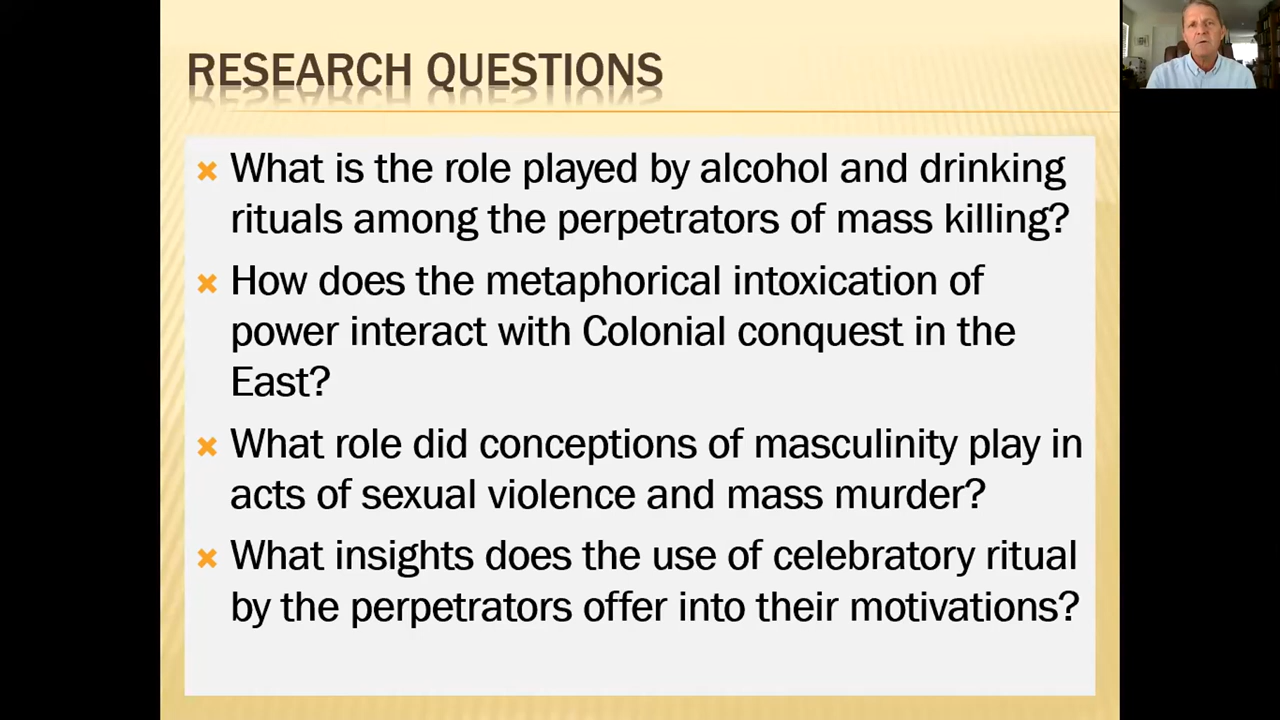 RESEARCH QUESTIONS
What is the role played by alcohol and drinking
rituals among the perpetrators of mass killing?
How does the metaphorical intoxication of
power interact with Colonial conquest in the
East?
What role did conceptions of masculinity play in
acts of sexual violence and mass murder?
What insights does the use of celebratory ritual
by the perpetrators offer into their motivations?